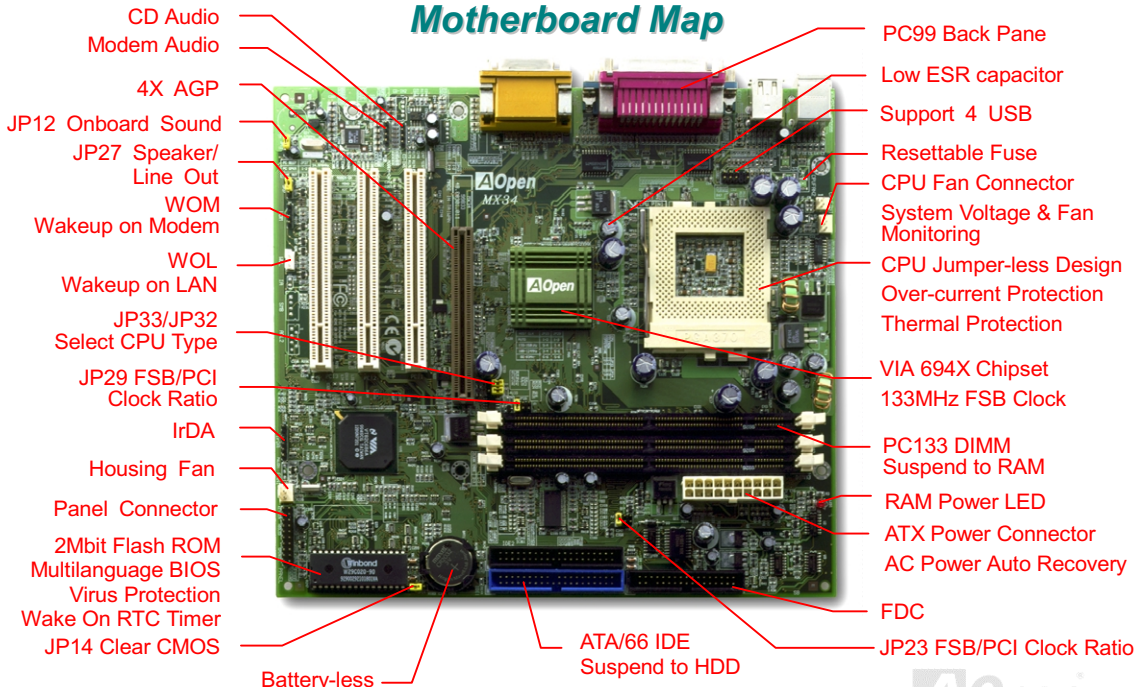 Motherboard Map
CD Audio
Modem Audio
4X AGP
JP12 Onboard Sound
JP27 Speaker/
Line Out
WOM
Wakeup on Modem
WOL
Wakeup on LAN
JP33/JP32
Select CPU Type
JP29 FSB/PCI
Clock Ratio
IrDA
Housing Fan
Panel Connector
2Mbit Flash ROM
Multilanguage BIOS
Virus Protection
Wake On RTC Timer
JP14 Clear CMOS
Battery-less
ATA/66 IDE
Suspend to HDD
PC99 Back Pane
Low ESR capacitor
Support 4 USB
Resettable Fuse
CPU Fan Connector
System Voltage & Fan
Monitoring
CPU Jumper-less Design
Over-current Protection
Thermal Protection
VIA 694X Chipset
133MHz FSB Clock
PC133 DIMM
Suspend to RAM
RAM Power LED
ATX Power Connector
AC Power Auto Recovery
FDC
JP23 FSB/PCI Clock Ratio
AOpen
MX34
AOpen
VIA
Winbond